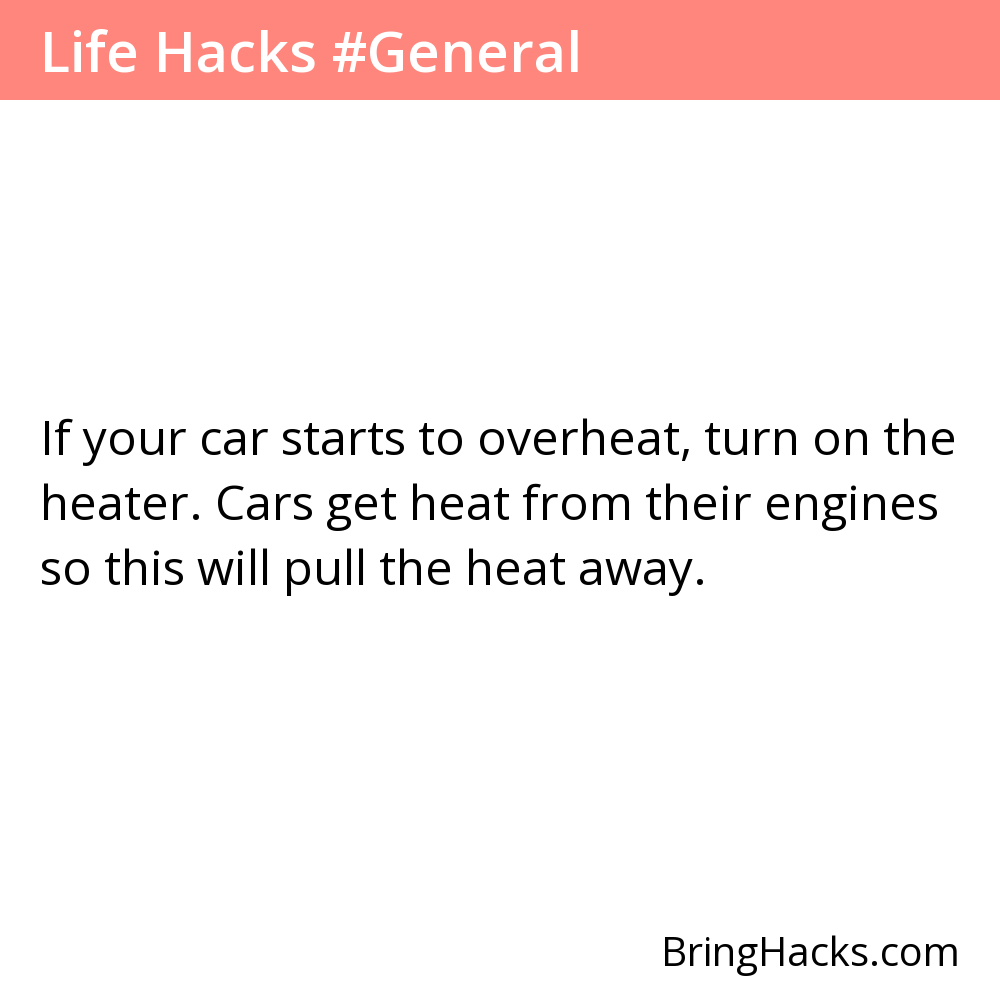 Life Hacks #General
If your car starts to overheat, turn on the
heater. Cars get heat from their engines
so this will pull the heat away.
BringHacks.com